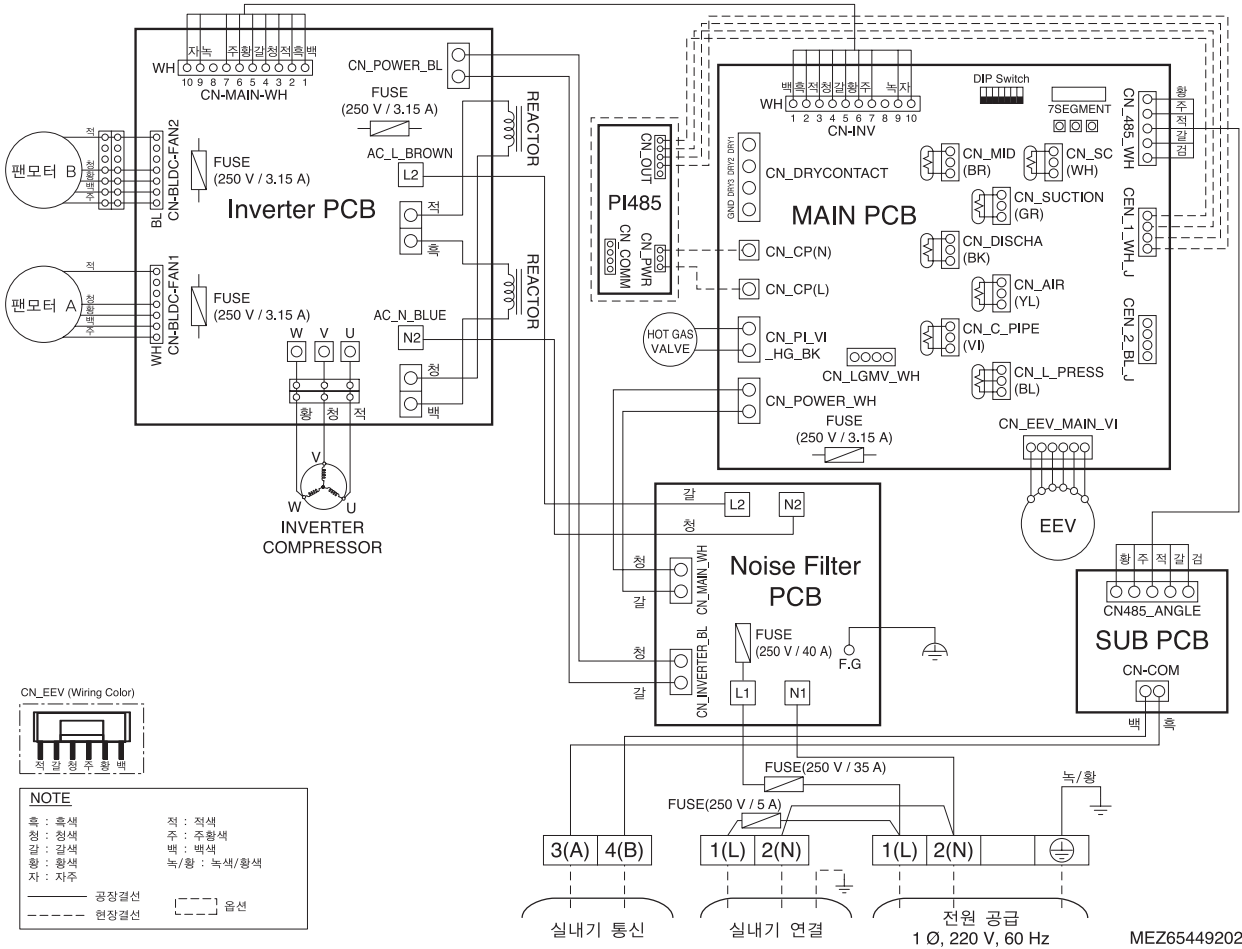 자 녹 주 황 갈 청 적 흑 백
WH
10 9 8 7 6 5 4 3 2 1
CN-MAIN-WH
CN_POWER_BL
FUSE
(250 V / 3.15 A)
REACTOR
팬모터 B
적
청
황
백
주
BL
CN-BLDC-FAN2
FUSE
(250 V / 3.15 A)
AC_L_BROWN
L2
Inverter PCB
적
흑
팬모터 A
적
청
황
백
주
WH
CN-BLDC-FAN1
FUSE
(250 V / 3.15 A)
REACTOR
AC_N_BLUE
N2
W V U
청
백
황 청 적
V
W U
INVERTER
COMPRESSOR
PI485
CN_OUT
CN_COMM
CN_PWR
HOT GAS
VALVE
백 흑 적 청 갈 황 주 녹 자
WH
1 2 3 4 5 6 7 8 9 10
CN-INV
DIP Switch
7SEGMENT
CN_485_WH
황
주
적
갈
검
GND DRY3 DRY2 DRY1
CN_DRYCONTACT
MAIN PCB
CN_MID
(BR)
CN_SC
(WH)
CN_SUCTION
(GR)
CEN_1_WH_J
CN_CP(N)
CN_DISCHA
(BK)
CN_CP(L)
CN_AIR
(YL)
CN_PI_VI
_HG_BK
CN_C_PIPE
(VI)
CEN_2_BL_J
CN_LGMV_WH
CN_L_PRESS
(BL)
CN_POWER_WH
FUSE
(250 V / 3.15 A)
CN_EEV_MAIN_VI
EEV
갈
청
L2 N2
청
갈
CN_MAIN_WH
Noise Filter
PCB
FUSE
(250 V / 40 A)
F.G
청
갈
CN_INVERTER_BL
L1 N1
황 주 적 갈 검
CN485_ANGLE
SUB PCB
CN-COM
백 흑
CN_EEV (Wiring Color)
적 갈 청 주 황 백
NOTE
흑 : 흑색
청 : 청색
갈 : 갈색
황 : 황색
자 : 자주
적 : 적색
주 : 주황색
백 : 백색
녹/황 : 녹색/황색
공장결선
현장결선
옵션
FUSE(250 V / 35 A)
FUSE(250 V / 5 A)
녹/황
3(A) 4(B)
1(L) 2(N)
1(L) 2(N)
실내기 통신
실내기 연결
전원 공급
1 Ø, 220 V, 60 Hz
MEZ65449202